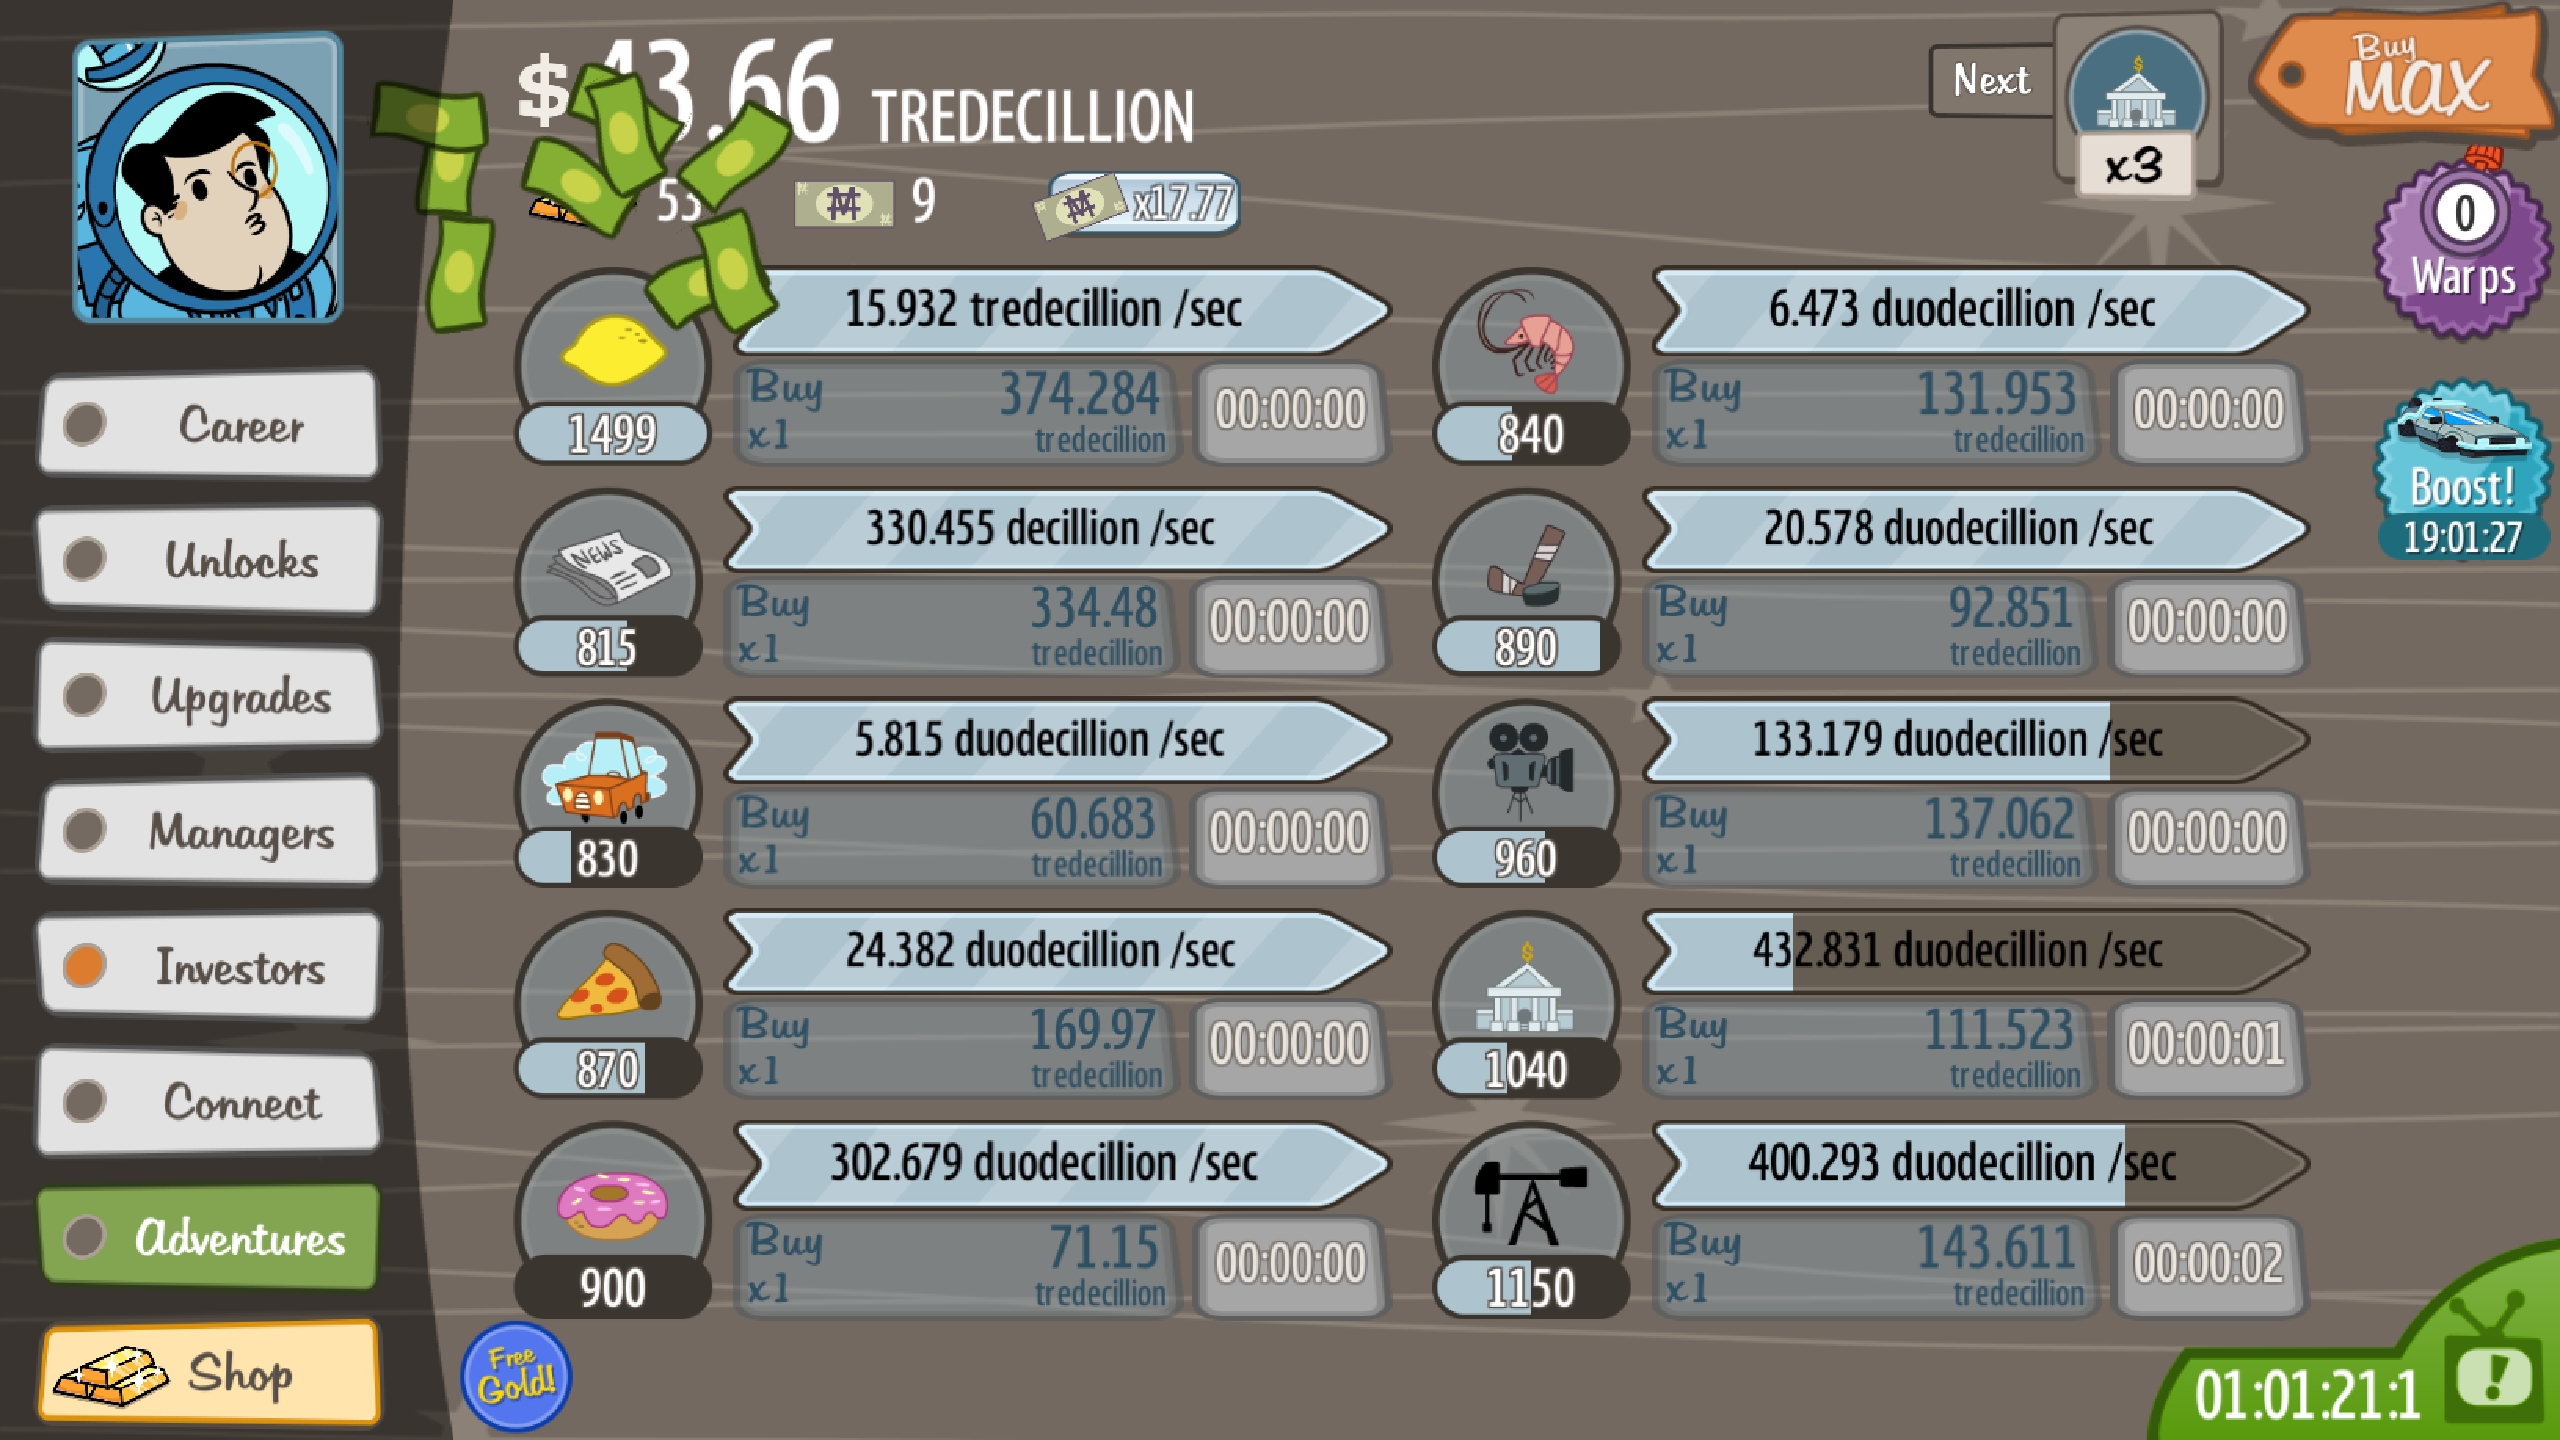 $43.66 TREDECILLION
53
9
x17.77
Next
x3
Buy
MAX
0
Warps
Boost!
19:01:27
Career
Unlocks
Upgrades
Managers
Investors
Connect
Adventures
Shop
15.932 tredecillion /sec
1499
Buy
x1
374.284
tredecillion
00:00:00
NEWS
330.455 decillion /sec
815
Buy
x1
334.48
tredecillion
00:00:00
5.815 duodecillion /sec
830
Buy
x1
60.683
tredecillion
00:00:00
24.382 duodecillion /sec
870
Buy
x1
169.97
tredecillion
00:00:00
302.679 duodecillion /sec
900
Buy
x1
71.15
tredecillion
00:00:00
6.473 duodecillion /sec
840
Buy
x1
131.953
tredecillion
00:00:00
20.578 duodecillion /sec
890
Buy
x1
92.851
tredecillion
00:00:00
133.179 duodecillion /sec
960
Buy
x1
137.062
tredecillion
00:00:00
$
432.831 duodecillion /sec
1040
Buy
x1
111.523
tredecillion
00:00:01
400.293 duodecillion /sec
1150
Buy
x1
143.611
tredecillion
00:00:02
Free
Gold!
01:01:21:1
!